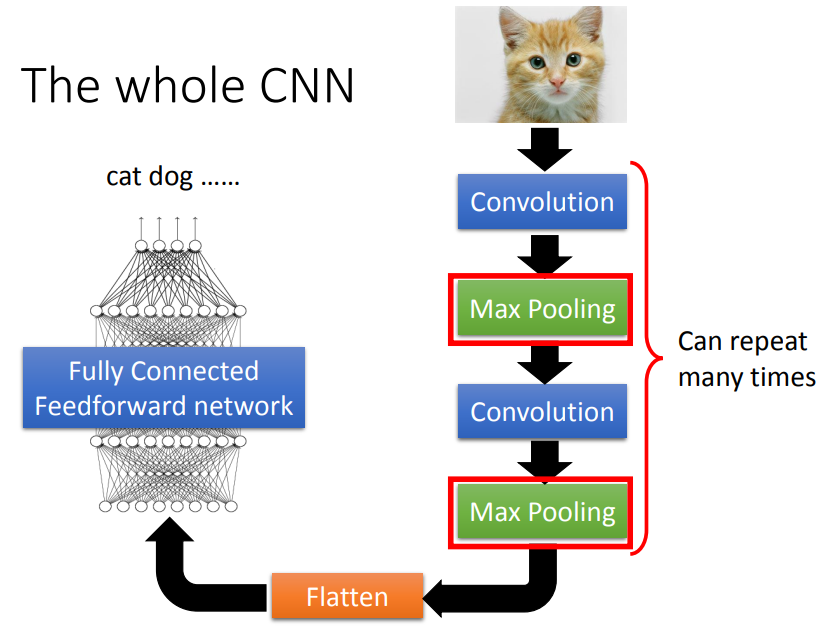 The whole CNN
cat dog ……
Convolution
Max Pooling
Convolution
Max Pooling
Can repeat
many times
Flatten
Fully Connected
Feedforward network